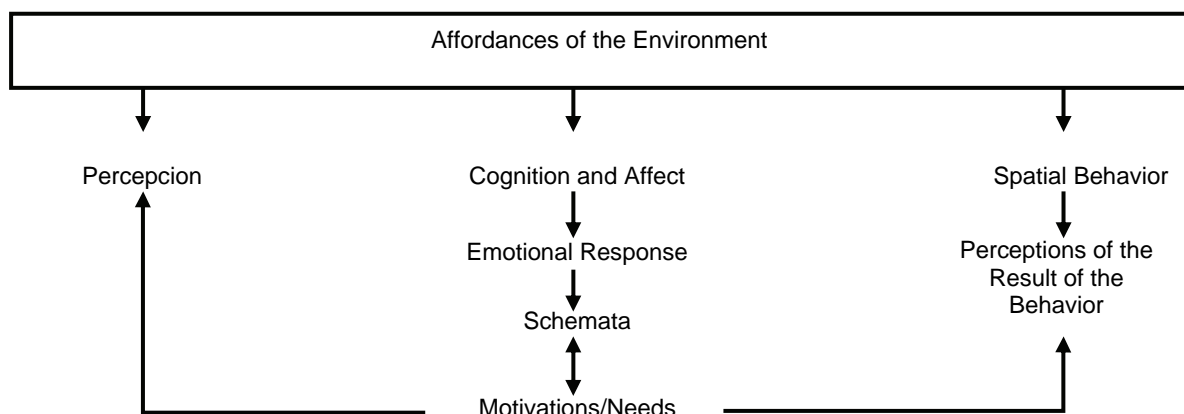 Affordances of the Environment
Percepcion
Cognition and Affect
Spatial Behavior
Emotional Response
Perceptions of the
Result of the
Behavior
Schemata
Motivations/Needs